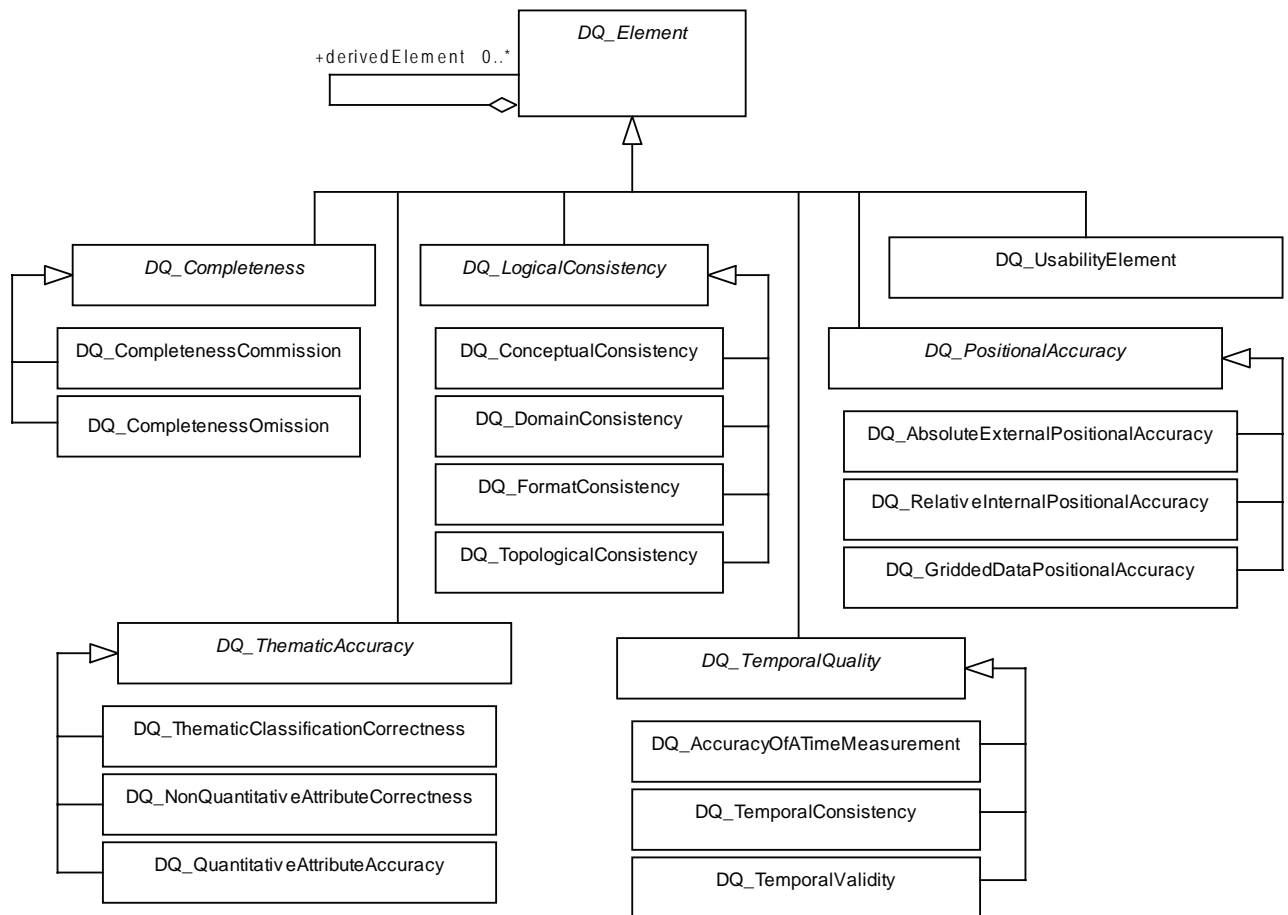 DQ_Element
+derivedElement 0..*
DQ_Completeness
DQ_LogicalConsistency
DQ_UsabilityElement
DQ_CompletenessCommission
DQ_CompletenessOmission
DQ_ConceptualConsistency
DQ_DomainConsistency
DQ_FormatConsistency
DQ_TopologicalConsistency
DQ_PositionalAccuracy
DQ_AbsoluteExternalPositionalAccuracy
DQ_RelativeInternalPositionalAccuracy
DQ_GriddedDataPositionalAccuracy
DQ_ThematicAccuracy
DQ_ThematicClassificationCorrectness
DQ_NonQuantitativeAttributeCorrectness
DQ_QuantitativeAttributeAccuracy
DQ_TemporalQuality
DQ_AccuracyOfATimeMeasurement
DQ_TemporalConsistency
DQ_TemporalValidity